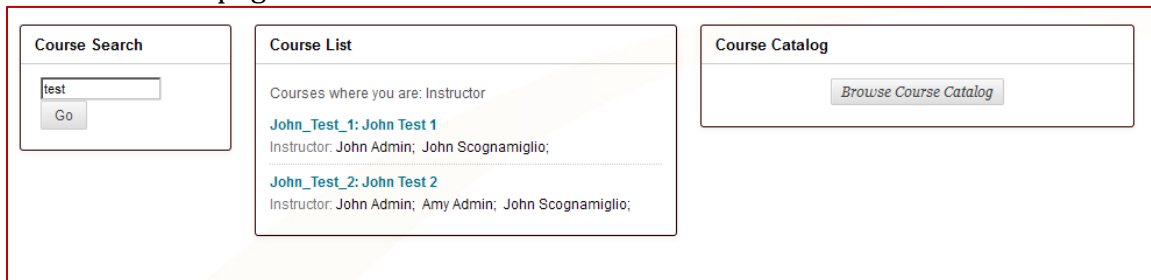 Course Search
test
Go
Course List
Courses where you are: Instructor
John_Test_1: John Test 1
Instructor: John Admin; John Scognamiglio;
John_Test_2: John Test 2
Instructor: John Admin; Amy Admin; John Scognamiglio;
Course Catalog
Browse Course Catalog